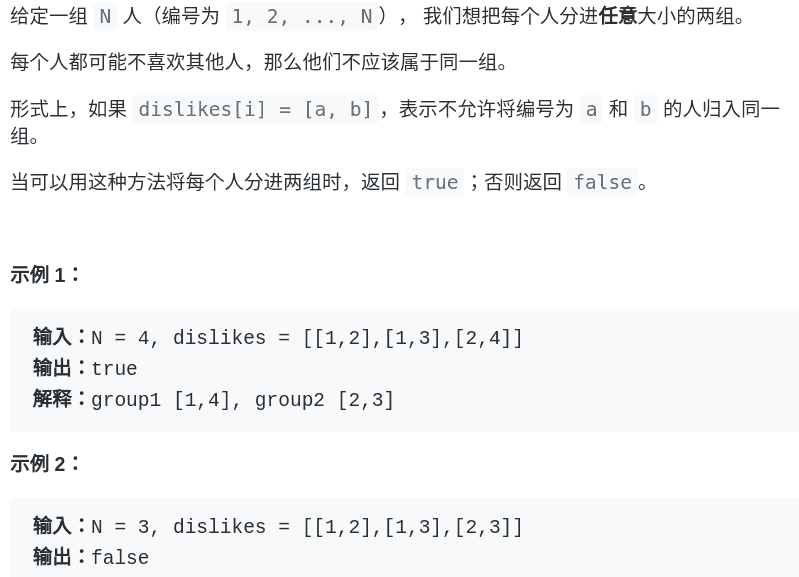 给定一组 N 人（编号为 1, 2, ..., N）， 我们想把每个人分进任意大小的两组。
每个人都可能不喜欢其他人，那么他们不应该属于同一组。
形式上，如果 dislikes[i] = [a, b]，表示不允许将编号为 a 和 b 的人归入同一
组。
当可以用这种方法将每个人分进两组时，返回 true；否则返回 false。
示例 1：
输入：N = 4, dislikes = [[1,2],[1,3],[2,4]]
输出：true
解释：group1 [1,4], group2 [2,3]
示例 2：
输入：N = 3, dislikes = [[1,2],[1,3],[2,3]]
输出：false